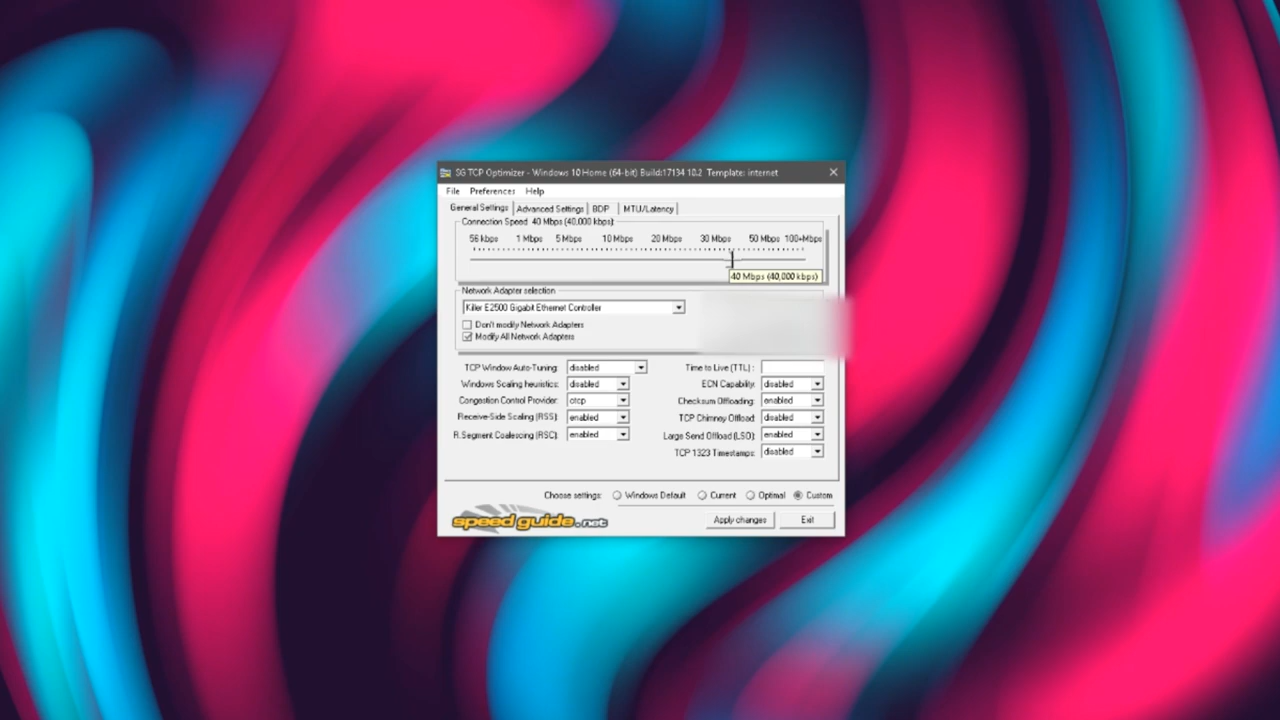 SG TCP Optimizer - Windows 10 Home (64-bit) Build:17134 10.2 Template: internet
File Preferences Help
General Settings Advanced Settings BDP MTU/Latency
Connection Speed 40 Mbps (40,000 kbps)
56 kbps 1 Mbps 5 Mbps 10 Mbps 20 Mbps 30 Mbps 50 Mbps 100+Mbps
40 Mbps (40,000 kbps)
Network Adapter selection
Killer E2500 Gigabit Ethernet Controller
Don't modify Network Adapters
Modify All Network Adapters
TCP Window Auto-Tuning: disabled Time to Live (TTL) :
Windows Scaling heuristics: disabled ECN Capability: disabled
Congestion Control Provider: ctcp Checksum Offloading: enabled
Receive-Side Scaling (RSS): enabled TCP Chimney Offload: disabled
R.Segment Coalescing (RSC): enabled Large Send Offload (LSO): enabled
TCP 1323 Timestamps: disabled
Choose settings: Windows Default Current Optimal Custom
speedguide.net Apply changes Exit